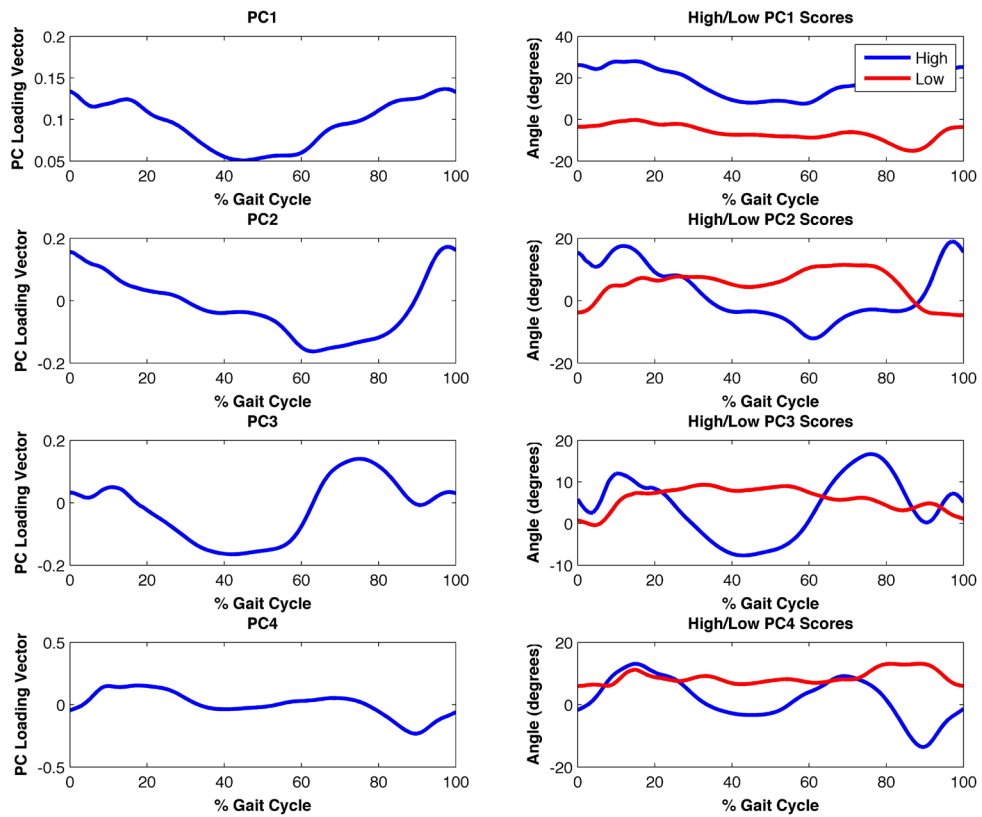 PC1
PC Loading Vector
0.2
0.15
0.1
0.05
0 20 40 60 80 100
% Gait Cycle
High/Low PC1 Scores
Angle (degrees)
40
20
0
-20
High
Low
0 20 40 60 80 100
% Gait Cycle
PC2
PC Loading Vector
0.2
0
-0.2
0 20 40 60 80 100
% Gait Cycle
High/Low PC2 Scores
Angle (degrees)
20
0
-20
0 20 40 60 80 100
% Gait Cycle
PC3
PC Loading Vector
0.2
0
-0.2
0 20 40 60 80 100
% Gait Cycle
High/Low PC3 Scores
Angle (degrees)
20
10
0
-10
0 20 40 60 80 100
% Gait Cycle
PC4
PC Loading Vector
0.5
0
-0.5
0 20 40 60 80 100
% Gait Cycle
High/Low PC4 Scores
Angle (degrees)
20
0
-20
0 20 40 60 80 100
% Gait Cycle